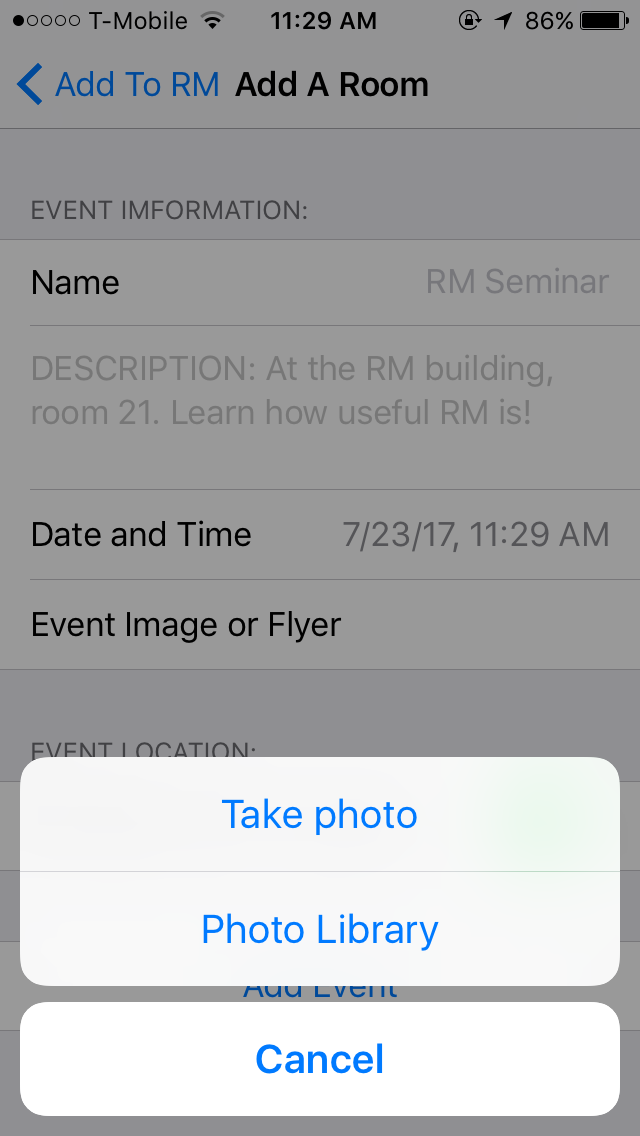 T-Mobile 11:29 AM 86%
Add To RM Add A Room
EVENT IMFORMATION:
Name RM Seminar
DESCRIPTION: At the RM building,
room 21. Learn how useful RM is!
Date and Time 7/23/17, 11:29 AM
Event Image or Flyer
EVENT LOCATION:
Take photo
Photo Library
Add Event
Cancel